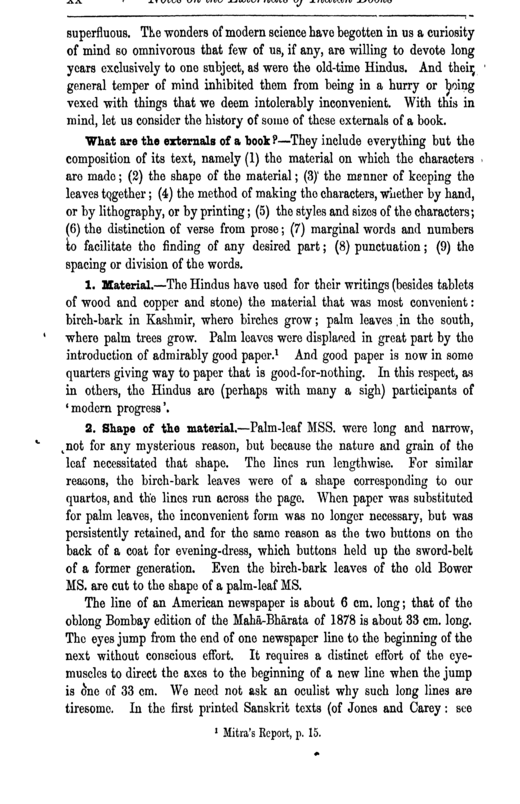 xx Notes on the Externals of Indian Books
superfluous. The wonders of modern science have begotten in us a curiosity
of mind so omnivorous that few of us, if any, are willing to devote long
years exclusively to one subject, as were the old-time Hindus. And their
general temper of mind inhibited them from being in a hurry or being
vexed with things that we deem intolerably inconvenient. With this in
mind, let us consider the history of some of these externals of a book.
What are the externals of a book?—They include everything but the
composition of its text, namely (1) the material on which the characters
are made; (2) the shape of the material; (3) the manner of keeping the
leaves together; (4) the method of making the characters, whether by hand,
or by lithography, or by printing; (5) the styles and sizes of the characters;
(6) the distinction of verse from prose; (7) marginal words and numbers
to facilitate the finding of any desired part; (8) punctuation; (9) the
spacing or division of the words.
1. Material.—The Hindus have used for their writings (besides tablets
of wood and copper and stone) the material that was most convenient:
birch-bark in Kashmir, where birches grow; palm leaves in the south,
where palm trees grow. Palm leaves were displaced in great part by the
introduction of admirably good paper.¹ And good paper is now in some
quarters giving way to paper that is good-for-nothing. In this respect, as
in others, the Hindus are (perhaps with many a sigh) participants of
‘modern progress’.
2. Shape of the material.—Palm-leaf MSS. were long and narrow,
not for any mysterious reason, but because the nature and grain of the
leaf necessitated that shape. The lines run lengthwise. For similar
reasons, the birch-bark leaves were of a shape corresponding to our
quartos, and the lines run across the page. When paper was substituted
for palm leaves, the inconvenient form was no longer necessary, but was
persistently retained, and for the same reason as the two buttons on the
back of a coat for evening-dress, which buttons held up the sword-belt
of a former generation. Even the birch-bark leaves of the old Bower
MS. are cut to the shape of a palm-leaf MS.
The line of an American newspaper is about 6 cm. long; that of the
oblong Bombay edition of the Mahā-Bhārata of 1878 is about 33 cm. long.
The eyes jump from the end of one newspaper line to the beginning of the
next without conscious effort. It requires a distinct effort of the eye-
muscles to direct the axes to the beginning of a new line when the jump
is one of 33 cm. We need not ask an oculist why such long lines are
tiresome. In the first printed Sanskrit texts (of Jones and Carey: see
¹ Mitra's Report, p. 15.